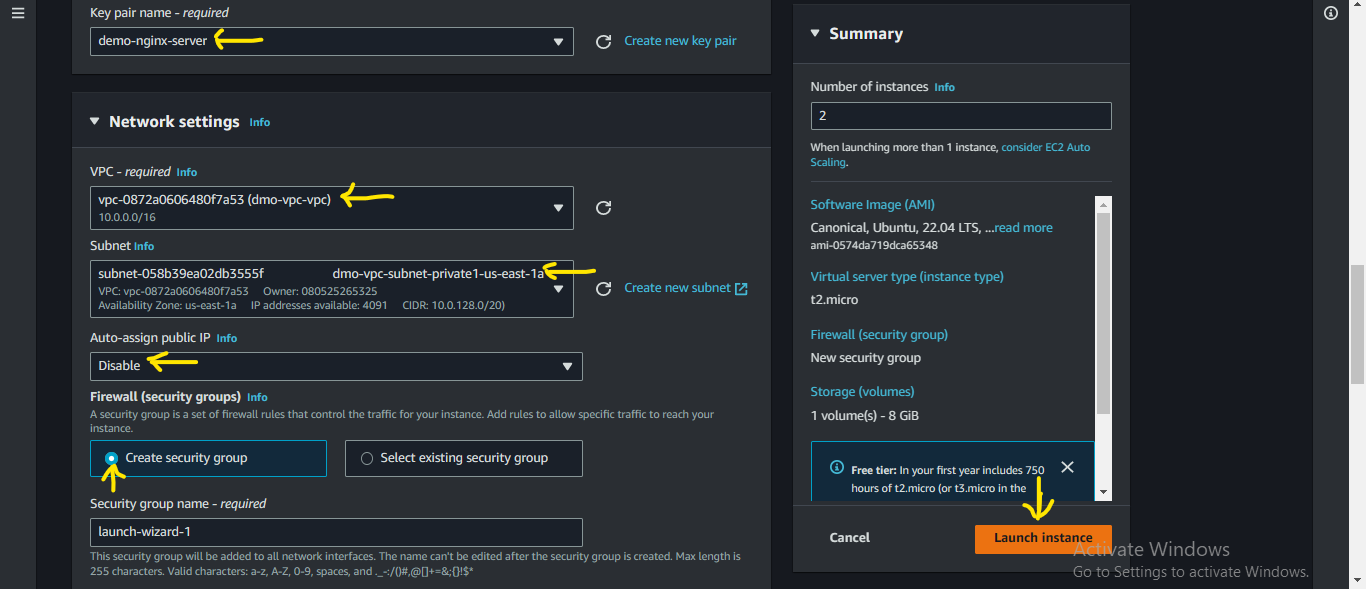 Key pair name - required
demo-nginx-server
Create new key pair
Network settings Info
VPC - required Info
vpc-0872a0606480f7a53 (dmo-vpc-vpc)
10.0.0.0/16
Subnet Info
subnet-058b39ea02db3555f dmo-vpc-subnet-private1-us-east-1a
VPC: vpc-0872a0606480f7a53 Owner: 080525265325
Availability Zone: us-east-1a IP addresses available: 4091 CIDR: 10.0.128.0/20)
Create new subnet
Auto-assign public IP Info
Disable
Firewall (security groups) Info
A security group is a set of firewall rules that control the traffic for your instance. Add rules to allow specific traffic to reach your
instance.
Create security group
Select existing security group
Security group name - required
launch-wizard-1
This security group will be added to all network interfaces. The name can't be edited after the security group is created. Max length is
255 characters. Valid characters: a-z, A-Z, 0-9, spaces, and ._-:/()#,@[]+=&;{}!$*
Summary
Number of instances Info
2
When launching more than 1 instance, consider EC2 Auto
Scaling.
Software Image (AMI)
Canonical, Ubuntu, 22.04 LTS, ...read more
ami-0574da719dca65348
Virtual server type (instance type)
t2.micro
Firewall (security group)
New security group
Storage (volumes)
1 volume(s) - 8 GiB
Free tier: In your first year includes 750
hours of t2.micro (or t3.micro in the
Cancel
Launch instance
Activate Windows
Go to Settings to activate Windows.